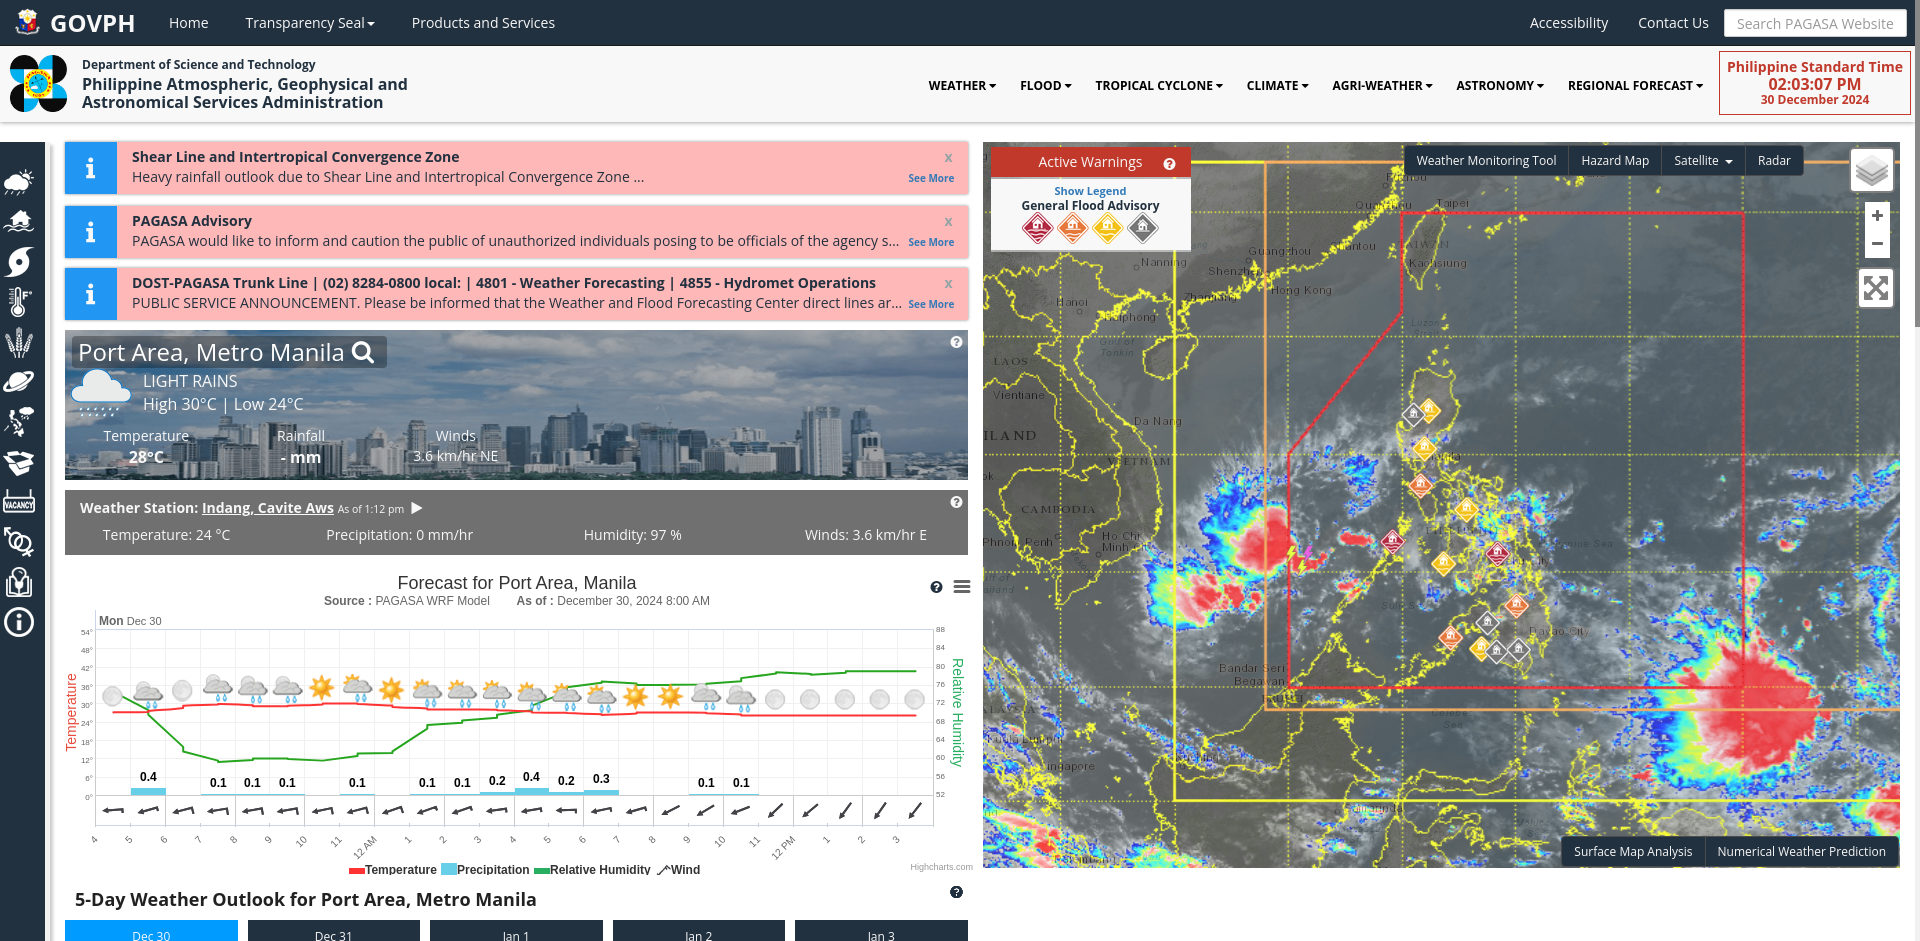 GOVPH Home Transparency Seal Products and Services Accessibility Contact Us Search PAGASA Website
Department of Science and Technology
Philippine Atmospheric, Geophysical and
Astronomical Services Administration
WEATHER FLOOD TROPICAL CYCLONE CLIMATE AGRI-WEATHER ASTRONOMY REGIONAL FORECAST
Philippine Standard Time
02:03:07 PM
30 December 2024
Shear Line and Intertropical Convergence Zone x
Heavy rainfall outlook due to Shear Line and Intertropical Convergence Zone ... See More
PAGASA Advisory x
PAGASA would like to inform and caution the public of unauthorized individuals posing to be officials of the agency s... See More
DOST-PAGASA Trunk Line | (02) 8284-0800 local: | 4801 - Weather Forecasting | 4855 - Hydromet Operations x
PUBLIC SERVICE ANNOUNCEMENT. Please be informed that the Weather and Flood Forecasting Center direct lines ar... See More
Port Area, Metro Manila
LIGHT RAINS
High 30°C | Low 24°C
Temperature Rainfall Winds
28°C - mm 3.6 km/hr NE
Weather Station: Indang, Cavite Aws As of 1:12 pm
Temperature: 24 °C Precipitation: 0 mm/hr Humidity: 97 % Winds: 3.6 km/hr E
Forecast for Port Area, Manila
Source : PAGASA WRF Model As of : December 30, 2024 8:00 AM
Mon Dec 30
Temperature
54°
48°
42°
36°
30°
24°
18°
12°
6°
0°
88
84
80
76
72
68
64
60
56
52
Relative Humidity
0.4 0.1 0.1 0.1 0.1 0.1 0.1 0.2 0.4 0.2 0.3 0.1 0.1
4 5 6 7 8 9 10 11 12 AM 1 2 3 4 5 6 7 8 9 10 11 12 PM 1 2 3
Temperature Precipitation Relative Humidity Wind
Highcharts.com
5-Day Weather Outlook for Port Area, Metro Manila
Dec 30 Dec 31 Jan 1 Jan 2 Jan 3
VACANCY
Active Warnings
Show Legend
General Flood Advisory
Weather Monitoring Tool Hazard Map Satellite Radar
+
−
Taipei
Guangzhou
Kaohsiung
Nanning
Shenzhen
Hong Kong
Zhanjiang
Hanoi
Haiphong
Gulf of
Tonkin
Luzon
LAOS
Vientiane
Da Nang
VIETNAM
CAMBODIA
Phnom Penh
Ho Chi
Minh
Davao City
Bandar Seri
Begawan
Celebes
Sea
Kuala Lumpur
Surface Map Analysis Numerical Weather Prediction